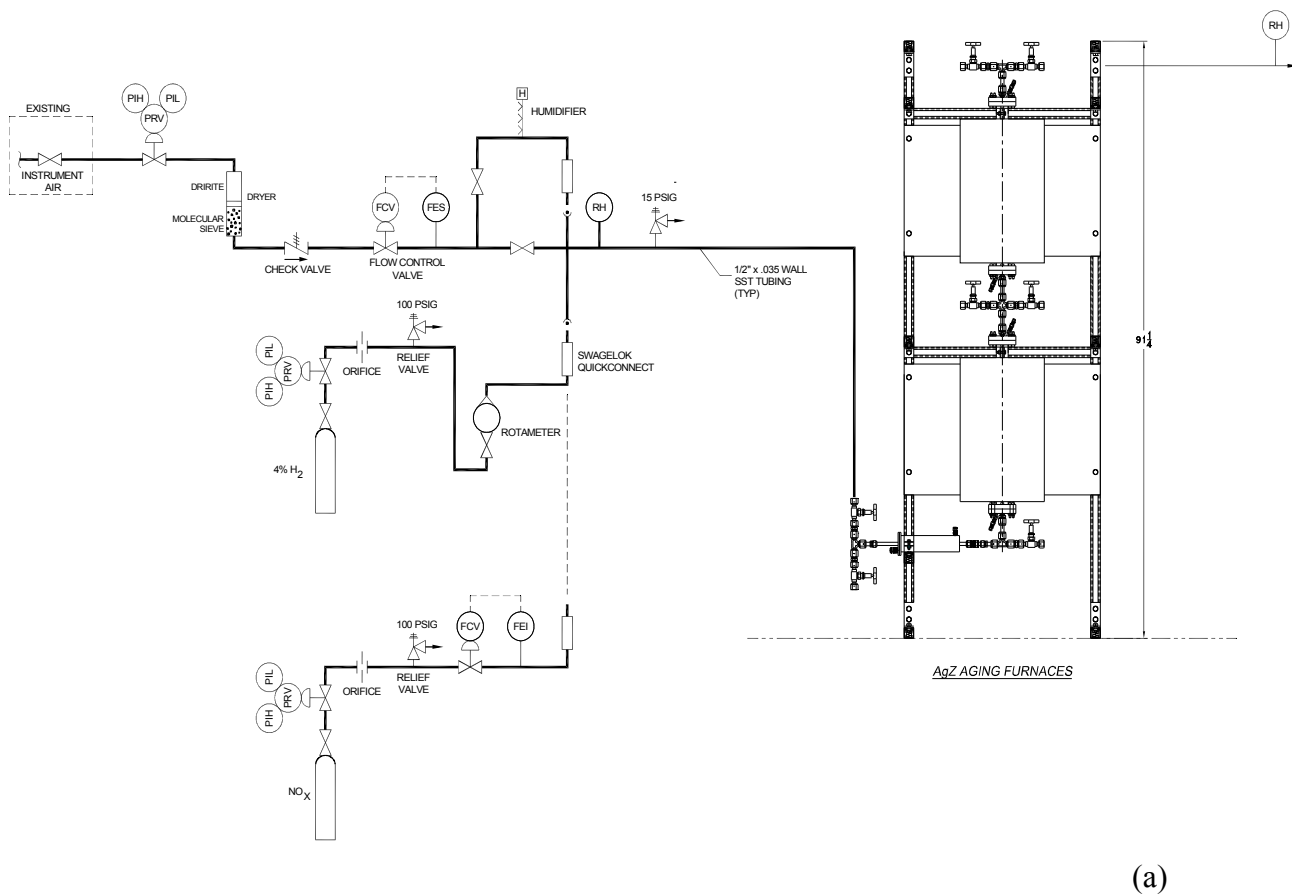 RH
EXISTING
PIH
PIL
PRV
INSTRUMENT
AIR
DRIRITE
DRYER
MOLECULAR
SIEVE
CHECK VALVE
FCV
FES
FLOW CONTROL
VALVE
H
HUMIDIFIER
RH
15 PSIG
1/2" x .035 WALL
SST TUBING
(TYP)
91 1/4
100 PSIG
PIL
PRV
PIH
ORIFICE
RELIEF
VALVE
SWAGELOK
QUICKCONNECT
ROTAMETER
4% H2
100 PSIG
FCV
FEI
PIL
PRV
PIH
ORIFICE
RELIEF
VALVE
NOX
AgZ AGING FURNACES
(a)